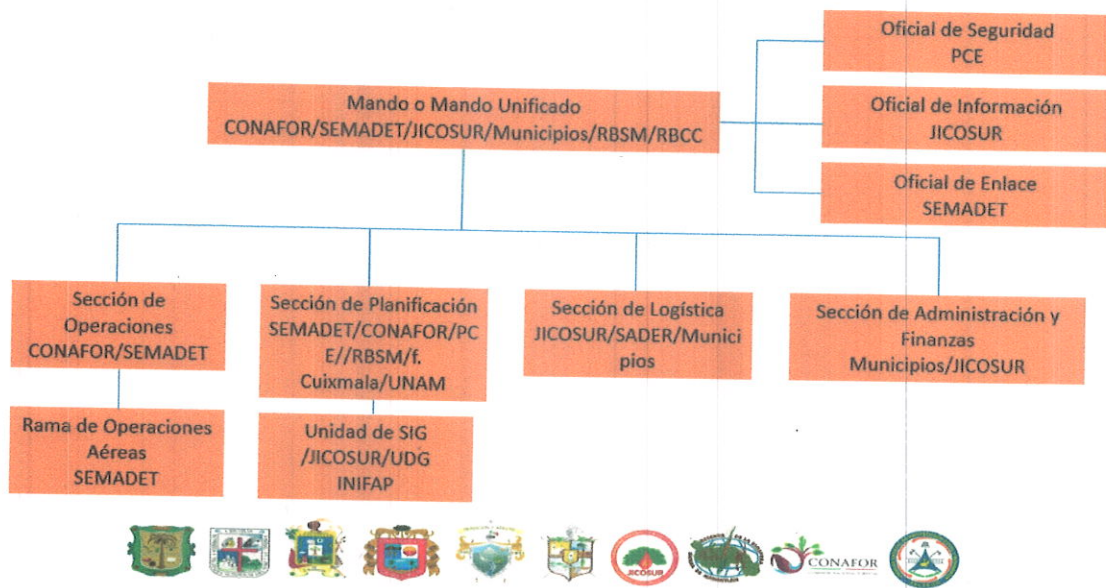 Oficial de Seguridad
PCE
Mando o Mando Unificado
CONAFOR/SEMADET/JICOSUR/Municipios/RBSM/RBCC
Oficial de Información
JICOSUR
Oficial de Enlace
SEMADET
Sección de
Operaciones
CONAFOR/SEMADET
Sección de Planificación
SEMADET/CONAFOR/PC
E//RBSM/f.
Cuixmala/UNAM
Sección de Logística
JICOSUR/SADER/Munici
pios
Sección de Administración y
Finanzas
Municipios/JICOSUR
Rama de Operaciones
Aéreas
SEMADET
Unidad de SIG
/JICOSUR/UDG
INIFAP
JICOSUR
CONAFOR